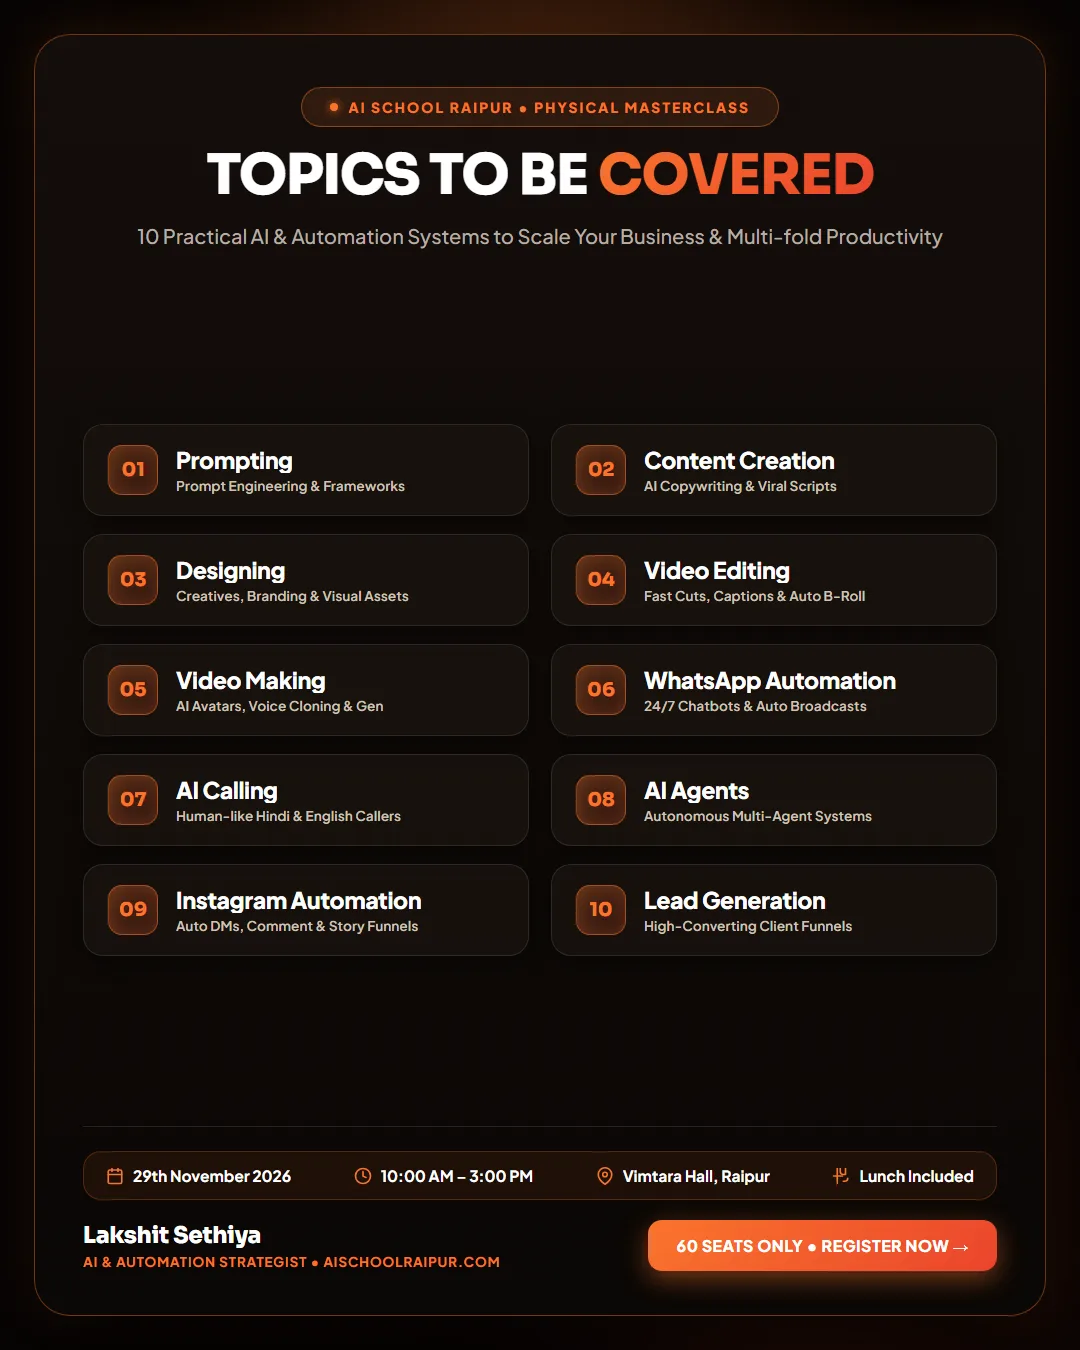 AI SCHOOL RAIPUR ● PHYSICAL MASTERCLASS
TOPICS TO BE COVERED
10 Practical AI & Automation Systems to Scale Your Business & Multi-fold Productivity
01
Prompting
Prompt Engineering & Frameworks
02
Content Creation
AI Copywriting & Viral Scripts
03
Designing
Creatives, Branding & Visual Assets
04
Video Editing
Fast Cuts, Captions & Auto B-Roll
05
Video Making
AI Avatars, Voice Cloning & Gen
06
WhatsApp Automation
24/7 Chatbots & Auto Broadcasts
07
AI Calling
Human-like Hindi & English Callers
08
AI Agents
Autonomous Multi-Agent Systems
09
Instagram Automation
Auto DMs, Comment & Story Funnels
10
Lead Generation
High-Converting Client Funnels
29th November 2026
10:00 AM – 3:00 PM
Vimtara Hall, Raipur
Lunch Included
Lakshit Sethiya
AI & AUTOMATION STRATEGIST ● AISCHOOLRAIPUR.COM
60 SEATS ONLY ● REGISTER NOW →